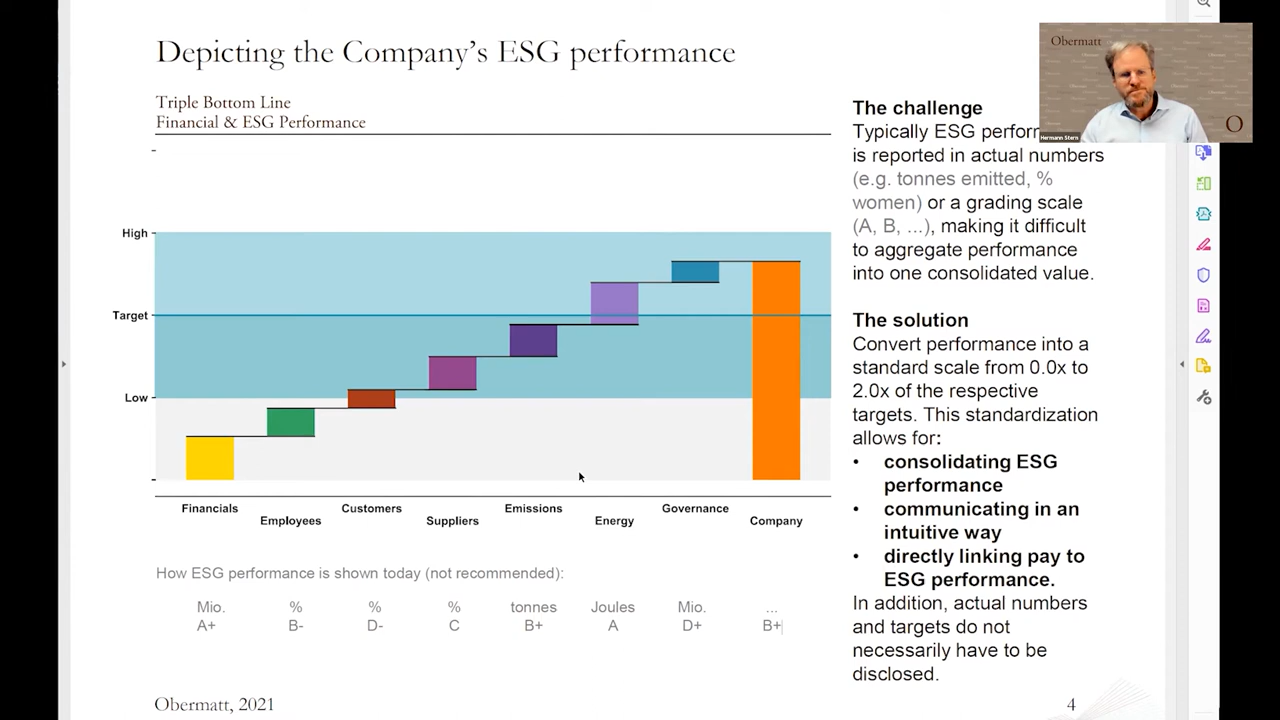 Depicting the Company's ESG performance
Triple Bottom Line
Financial & ESG Performance
High
Target
Low
Financials
Employees
Customers
Suppliers
Emissions
Energy
Governance
Company
How ESG performance is shown today (not recommended):
Mio. % % % tonnes Joules Mio. ...
A+ B- D- C B+ A D+ B+
The challenge
Typically ESG perform
is reported in actual numbers
(e.g. tonnes emitted, %
women) or a grading scale
(A, B, ...), making it difficult
to aggregate performance
into one consolidated value.
The solution
Convert performance into a
standard scale from 0.0x to
2.0x of the respective
targets. This standardization
allows for:
• consolidating ESG
performance
• communicating in an
intuitive way
• directly linking pay to
ESG performance.
In addition, actual numbers
and targets do not
necessarily have to be
disclosed.
Obermatt, 2021
4
Obermatt
O
Hermann Stern